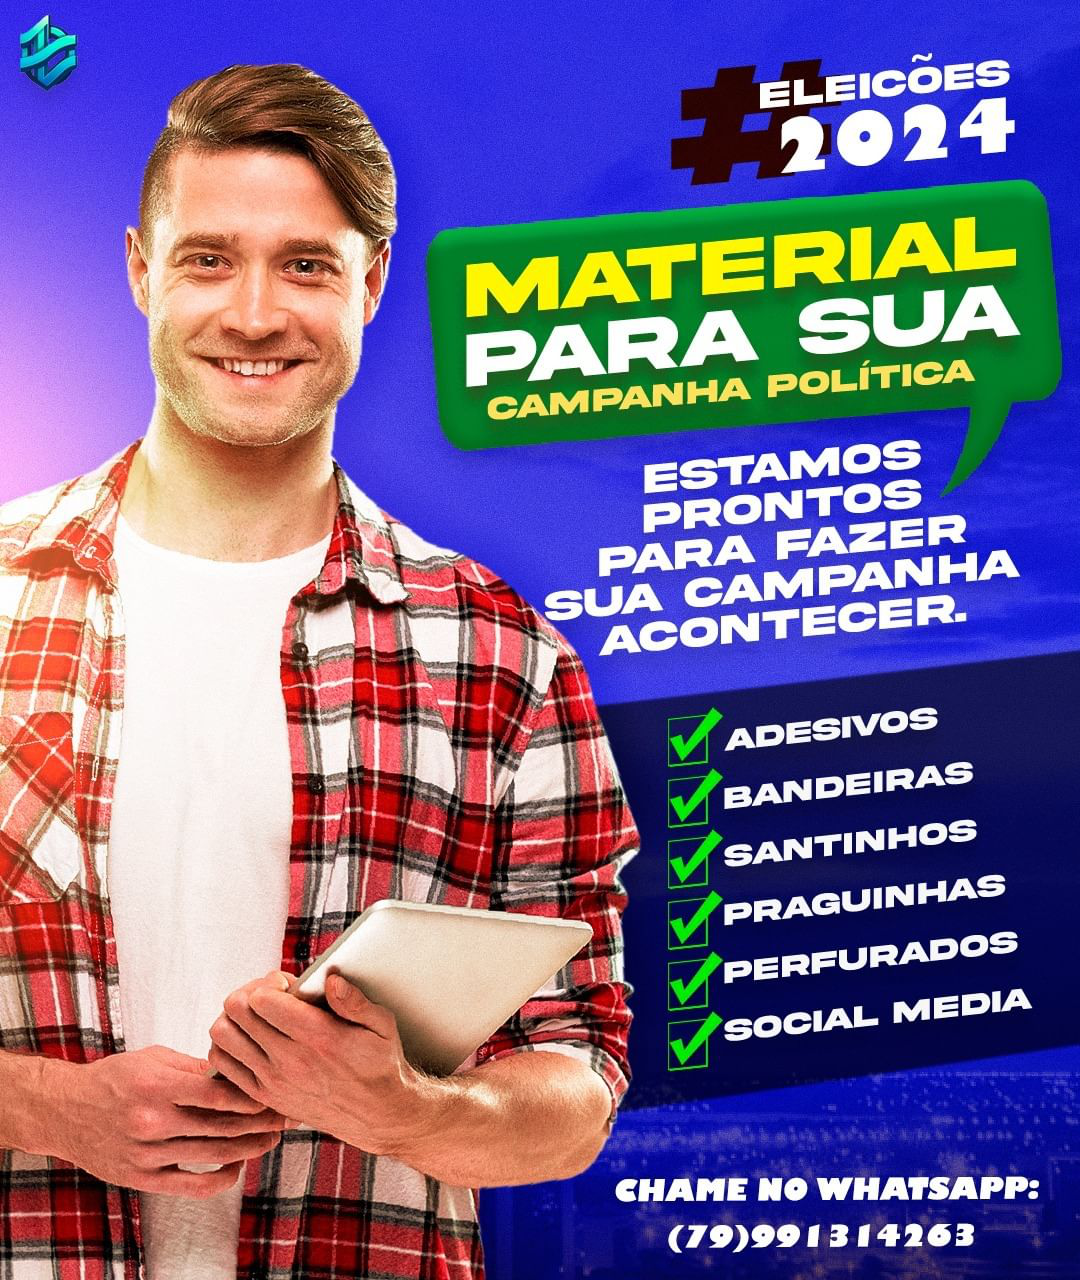 #ELEICÕES
2024
MATERIAL
PARA SUA
CAMPANHA POLÍTICA
ESTAMOS
PRONTOS
PARA FAZER
SUA CAMPANHA
ACONTECER.
ADESIVOS
BANDEIRAS
SANTINHOS
PRAGUINHAS
PERFURADOS
SOCIAL MEDIA
CHAME NO WHATSAPP:
(79)991314263